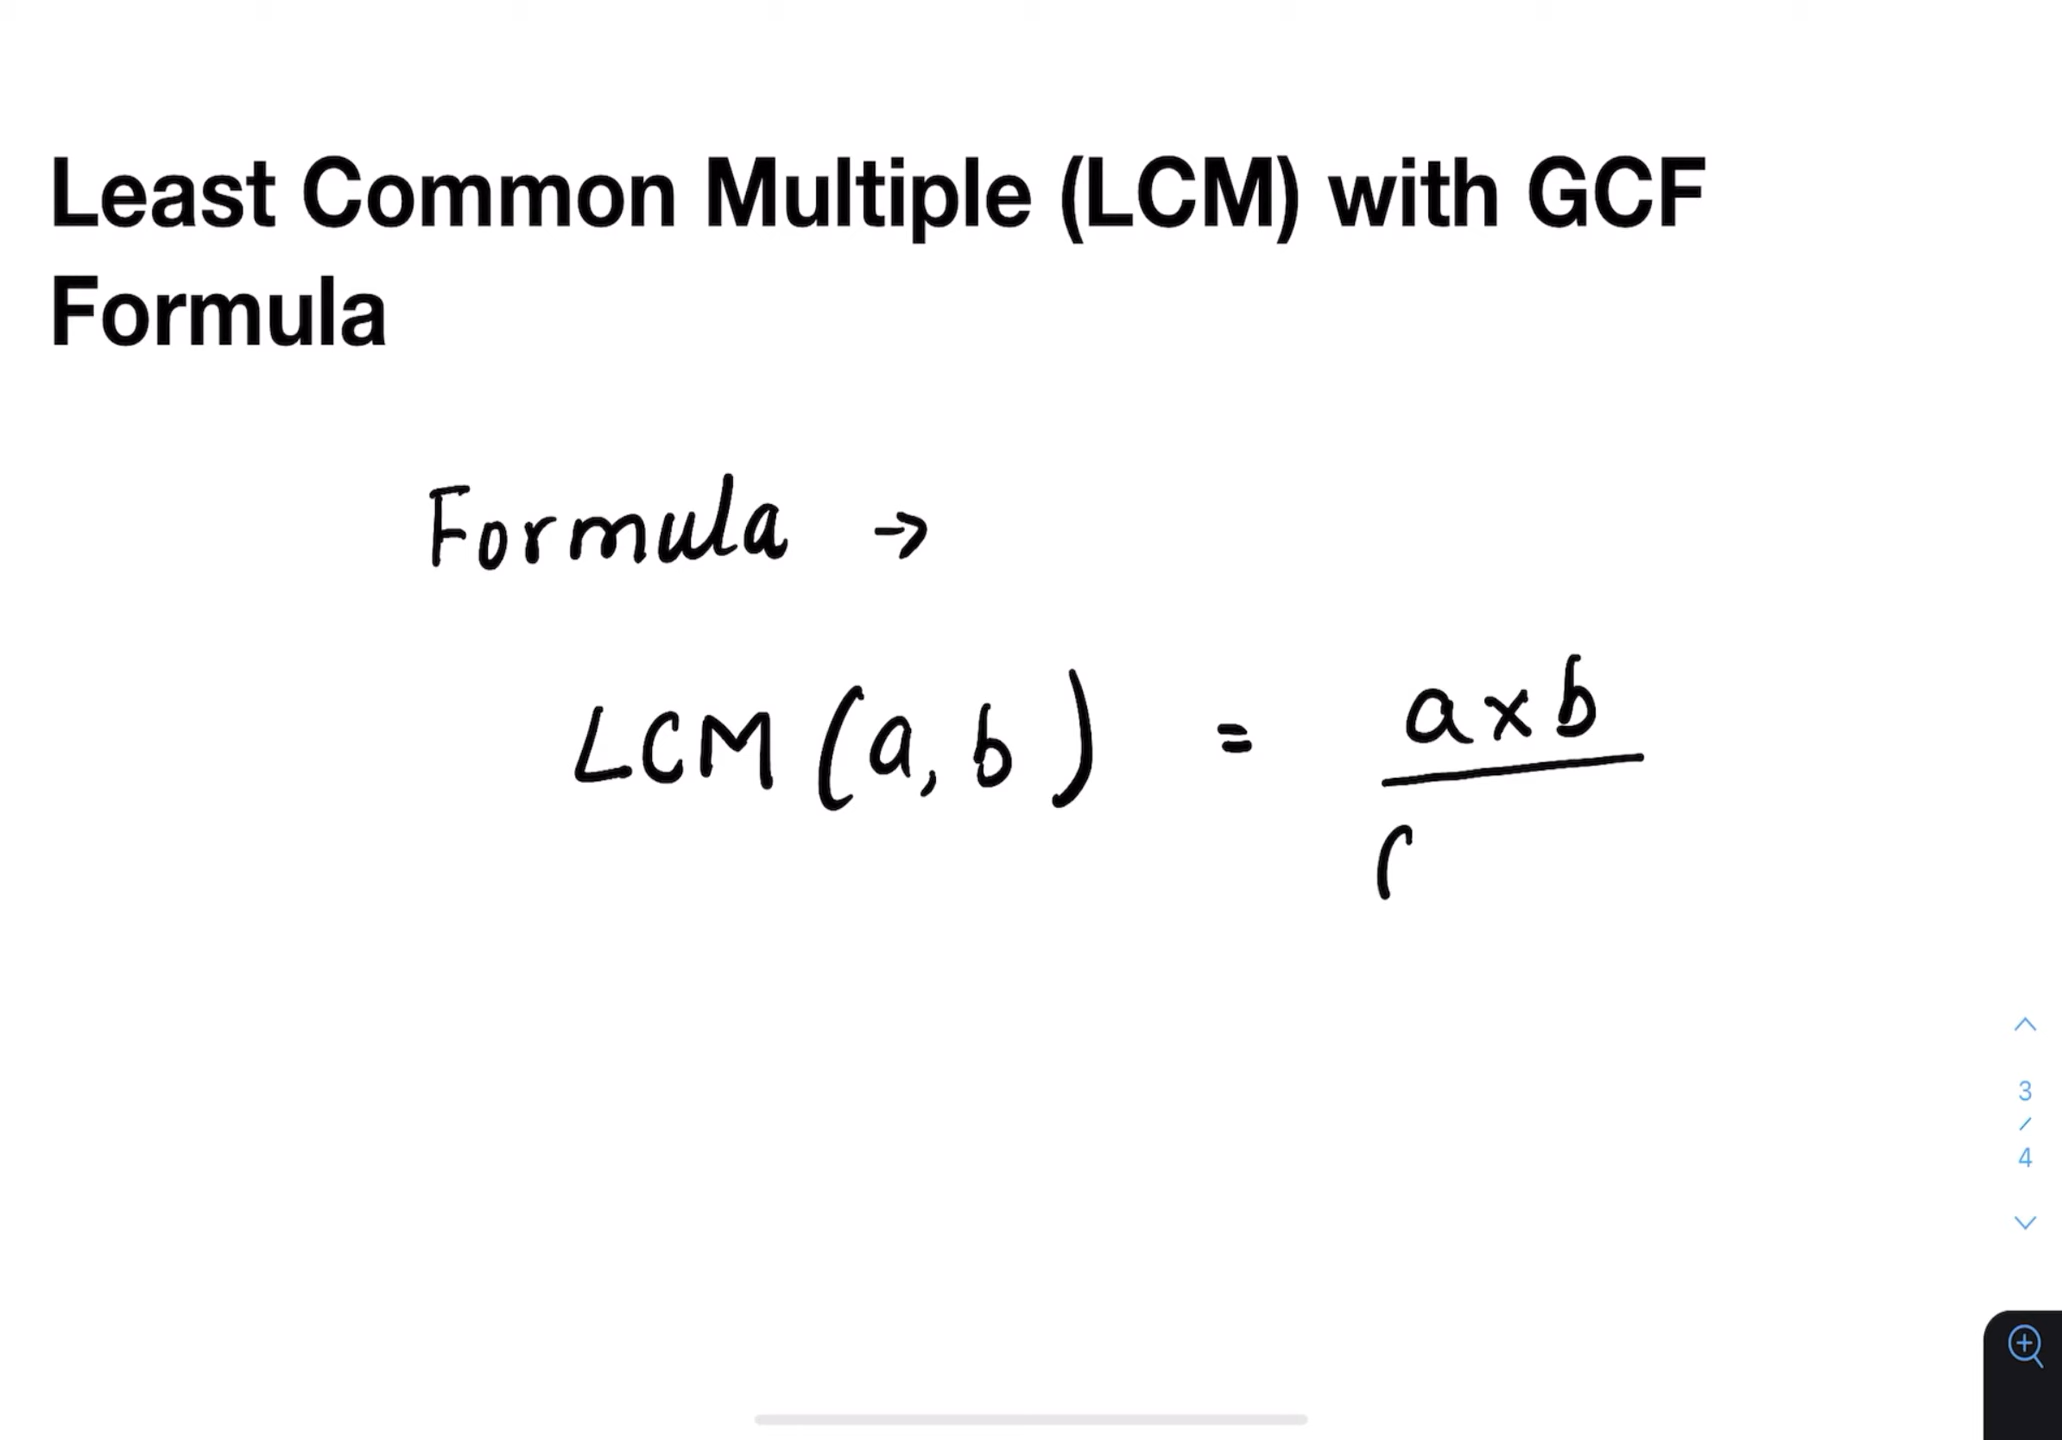 Least Common Multiple (LCM) with GCF
Formula
Formula →
LCM (a, b) = a × b
3
/
4